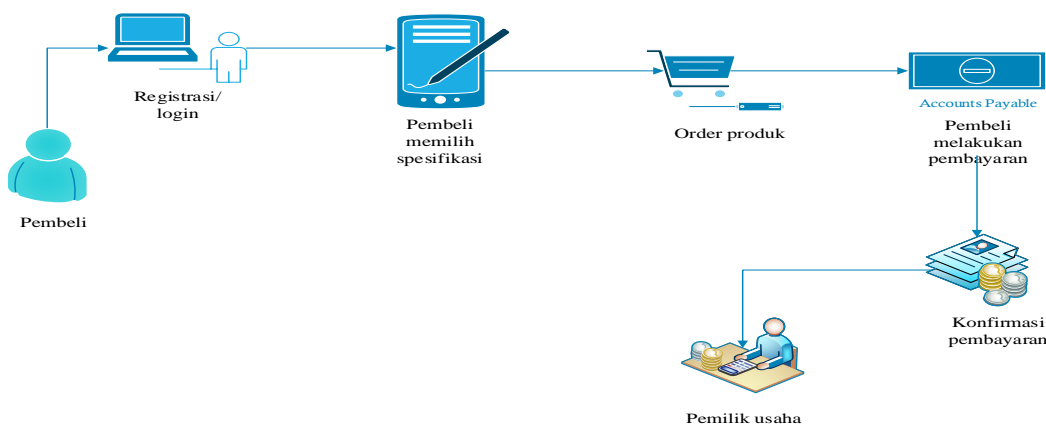 Pembeli
Registrasi/
login
Pembeli
memilih
spesifikasi
Order produk
Accounts Payable
Pembeli
melakukan
pembayaran
Konfirmasi
pembayaran
Pemilik usaha